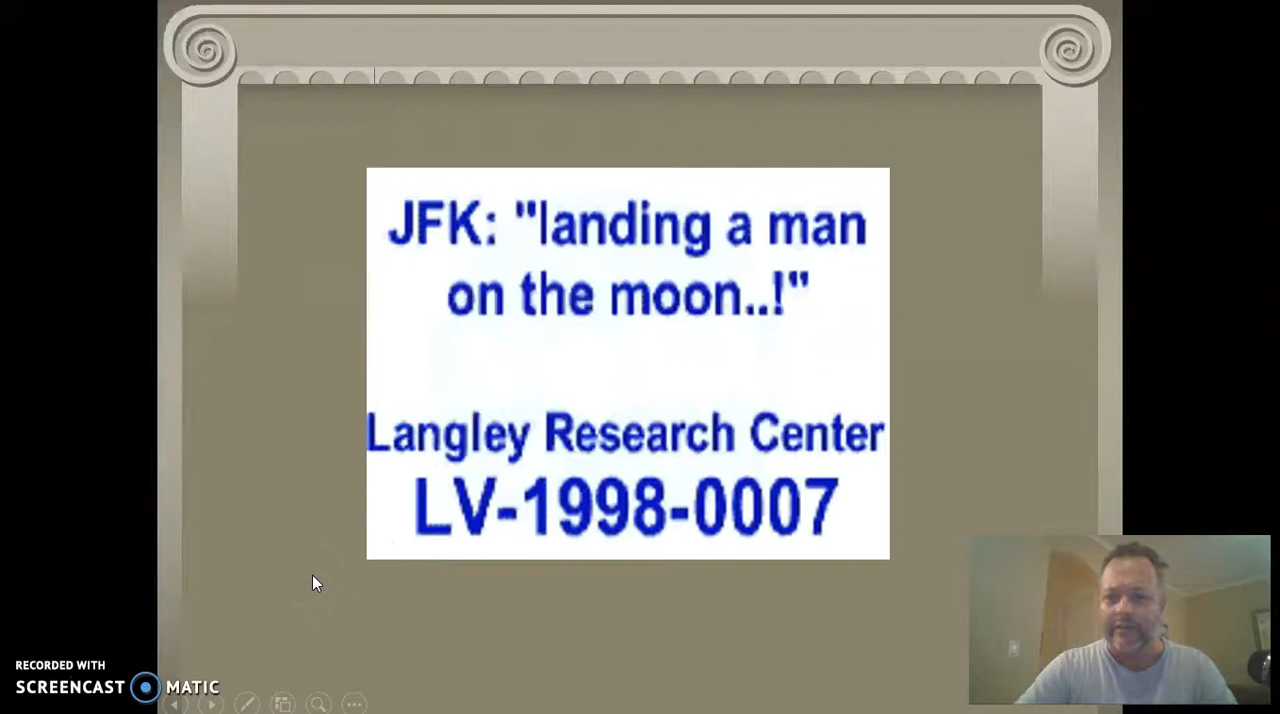 JFK: "landing a man
on the moon..!"
Langley Research Center
LV-1998-0007
RECORDED WITH
SCREENCAST MATIC